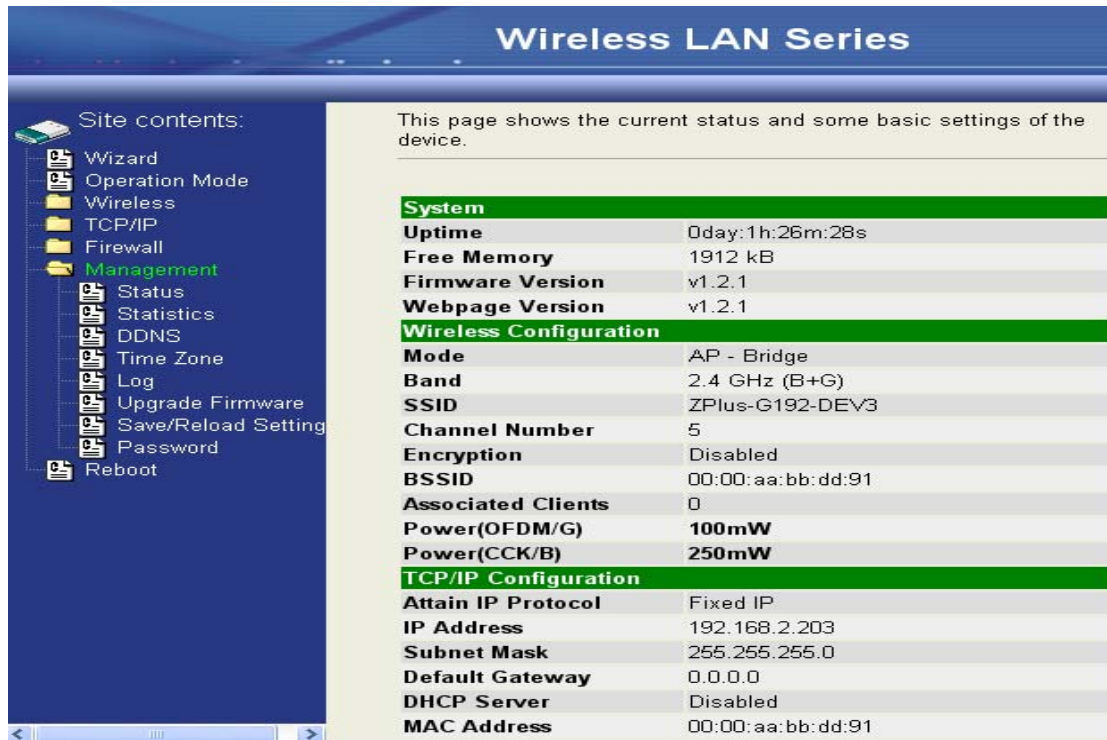 Wireless LAN Series
Site contents:
Wizard
Operation Mode
Wireless
TCP/IP
Firewall
Management
Status
Statistics
DDNS
Time Zone
Log
Upgrade Firmware
Save/Reload Setting
Password
Reboot
This page shows the current status and some basic settings of the
device.
System
Uptime 0day:1h:26m:28s
Free Memory 1912 kB
Firmware Version v1.2.1
Webpage Version v1.2.1
Wireless Configuration
Mode AP - Bridge
Band 2.4 GHz (B+G)
SSID ZPlus-G192-DEV3
Channel Number 5
Encryption Disabled
BSSID 00:00:aa:bb:dd:91
Associated Clients 0
Power(OFDM/G) 100mW
Power(CCK/B) 250mW
TCP/IP Configuration
Attain IP Protocol Fixed IP
IP Address 192.168.2.203
Subnet Mask 255.255.255.0
Default Gateway 0.0.0.0
DHCP Server Disabled
MAC Address 00:00:aa:bb:dd:91